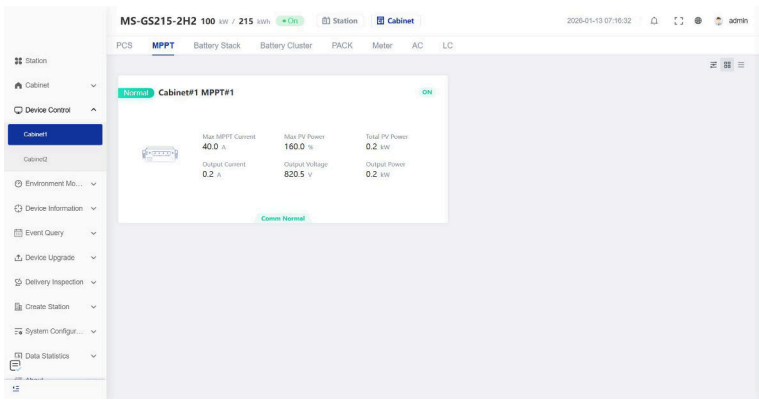 MS-GS215-2H2 100 kW / 215 kWh On Station Cabinet 2026-01-13 07:16:32 admin
PCS MPPT Battery Stack Battery Cluster PACK Meter AC LC
Station
Cabinet
Device Control
Cabinet1
Cabinet2
Environment Mo...
Device Information
Event Query
Device Upgrade
Delivery Inspection
Create Station
System Configur...
Data Statistics
Normal Cabinet#1 MPPT#1 ON
Max MPPT Current Max PV Power Total PV Power
40.0 A 160.0 % 0.2 kW
Output Current Output Voltage Output Power
0.2 A 820.5 V 0.2 kW
Comm Normal